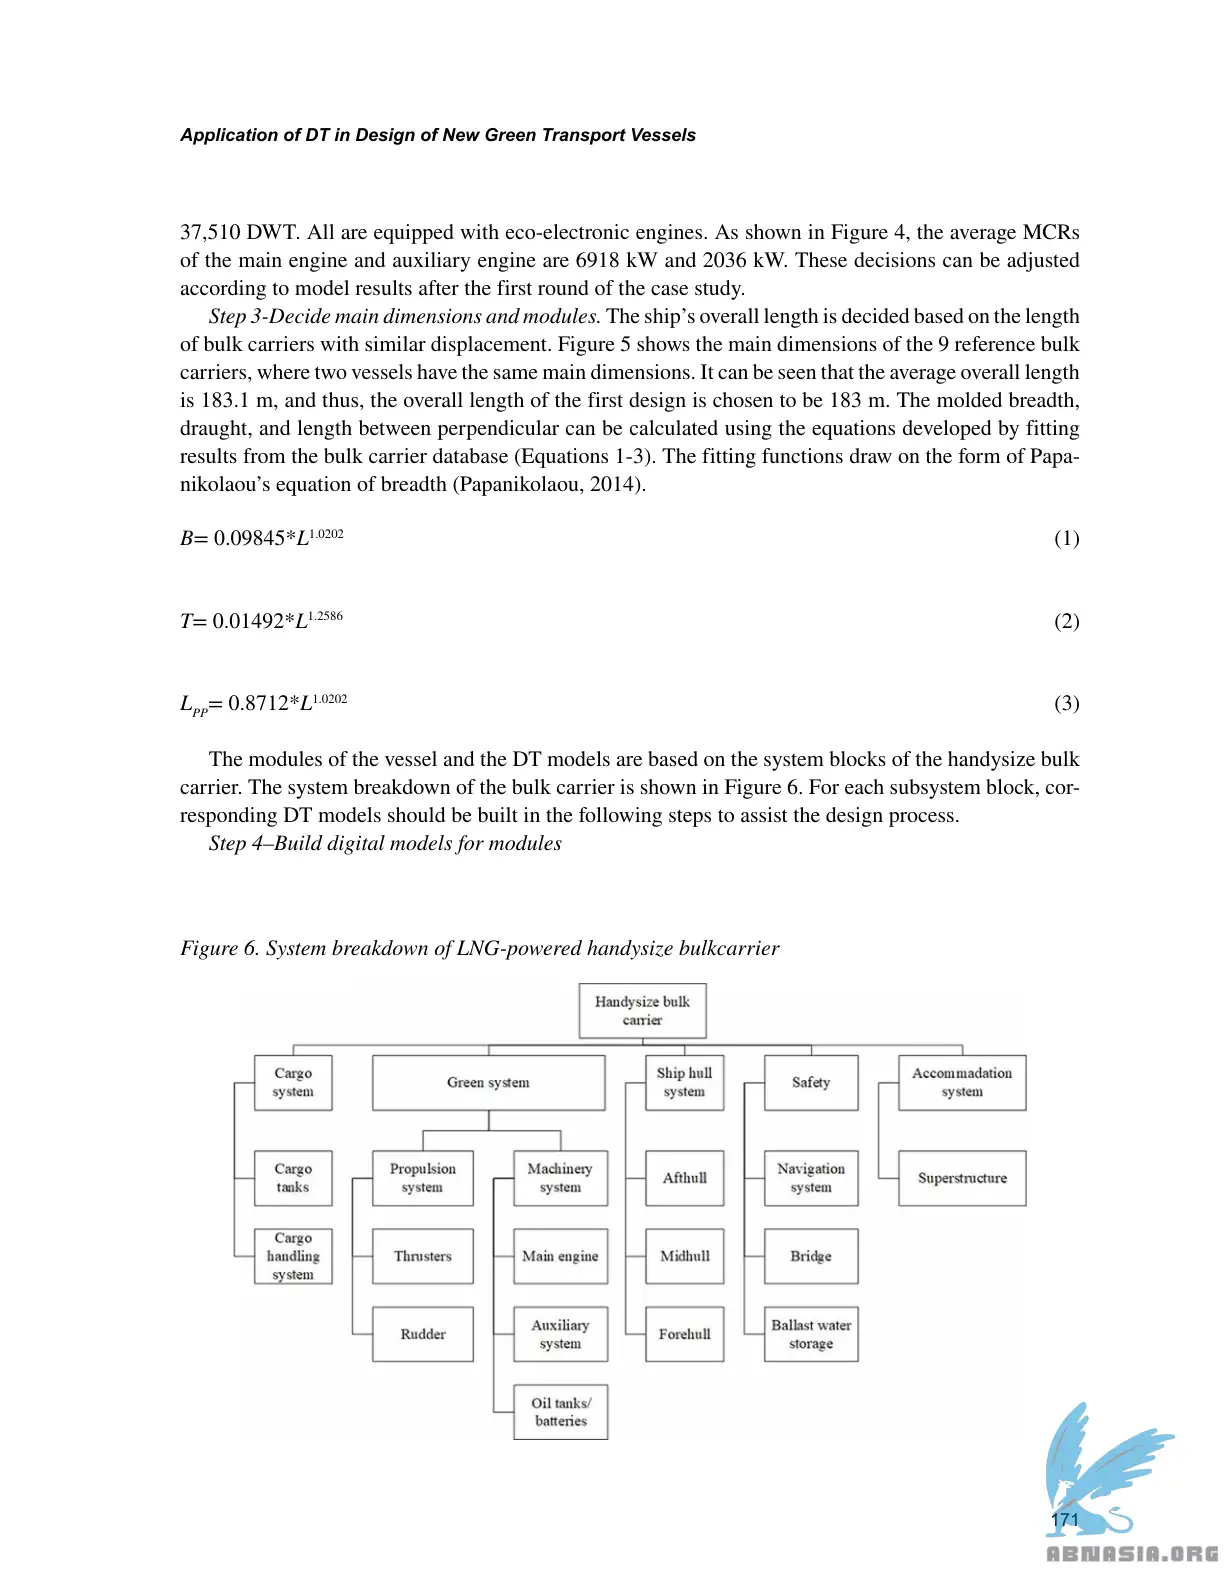 Application of DT in Design of New Green Transport Vessels
37,510 DWT. All are equipped with eco-electronic engines. As shown in Figure 4, the average MCRs
of the main engine and auxiliary engine are 6918 kW and 2036 kW. These decisions can be adjusted
according to model results after the first round of the case study.
Step 3-Decide main dimensions and modules. The ship's overall length is decided based on the length
of bulk carriers with similar displacement. Figure 5 shows the main dimensions of the 9 reference bulk
carriers, where two vessels have the same main dimensions. It can be seen that the average overall length
is 183.1 m, and thus, the overall length of the first design is chosen to be 183 m. The molded breadth,
draught, and length between perpendicular can be calculated using the equations developed by fitting
results from the bulk carrier database (Equations 1-3). The fitting functions draw on the form of Papa-
nikolaou's equation of breadth (Papanikolaou, 2014).
B= 0.09845*L^1.0202 (1)
T= 0.01492*L^1.2586 (2)
L_PP= 0.8712*L^1.0202 (3)
The modules of the vessel and the DT models are based on the system blocks of the handysize bulk
carrier. The system breakdown of the bulk carrier is shown in Figure 6. For each subsystem block, cor-
responding DT models should be built in the following steps to assist the design process.
Step 4–Build digital models for modules
Figure 6. System breakdown of LNG-powered handysize bulkcarrier
Handysize bulk
carrier
Cargo
system
Green system
Ship hull
system
Safety
Accommadation
system
Cargo
tanks
Propulsion
system
Machinery
system
Afthull
Navigation
system
Superstructure
Cargo
handling
system
Thrusters
Main engine
Midhull
Bridge
Rudder
Auxiliary
system
Forehull
Ballast water
storage
Oil tanks/
batteries
171
ABNASIA.ORG